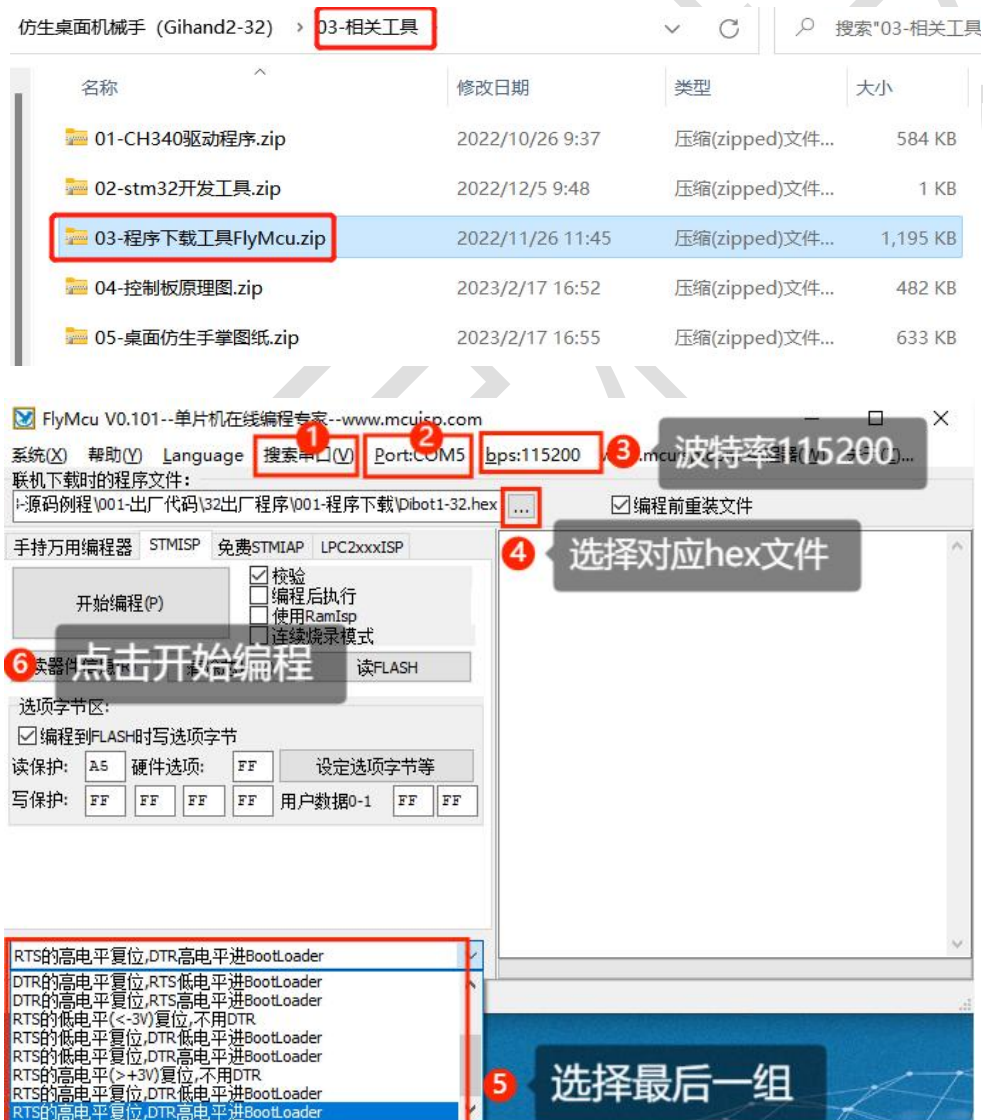 仿生桌面机械手 (Gihand2-32) › 03-相关工具
搜索"03-相关工具
名称 修改日期 类型 大小
01-CH340驱动程序.zip 2022/10/26 9:37 压缩(zipped)文件... 584 KB
02-stm32开发工具.zip 2022/12/5 9:48 压缩(zipped)文件... 1 KB
03-程序下载工具FlyMcu.zip 2022/11/26 11:45 压缩(zipped)文件... 1,195 KB
04-控制板原理图.zip 2023/2/17 16:52 压缩(zipped)文件... 482 KB
05-桌面仿生手掌图纸.zip 2023/2/17 16:55 压缩(zipped)文件... 633 KB
FlyMcu V0.101--单片机在线编程专家--www.mcuisp.com
1 2
系统(X) 帮助(Y) Language 搜索串口(V) Port:COM5 bps:115200
3 波特率115200
联机下载时的程序文件:
源码例程\001-出厂代码\32出厂程序\001-程序下载\Dibot1-32.hex ... 编程前重装文件
手持万用编程器 STMISP 免费STMIAP LPC2xxxISP
4 选择对应hex文件
开始编程(P)
校验
编程后执行
使用RamIsp
连续烧录模式
6 点击开始编程
读FLASH
选项字节区:
编程到FLASH时写选项字节
读保护: A5 硬件选项: FF 设定选项字节等
写保护: FF FF FF FF 用户数据0-1 FF FF
RTS的高电平复位,DTR高电平进BootLoader
DTR的高电平复位,RTS低电平进BootLoader
DTR的高电平复位,RTS高电平进BootLoader
RTS的低电平(<-3V)复位,不用DTR
RTS的低电平复位,DTR低电平进BootLoader
RTS的低电平复位,DTR高电平进BootLoader
RTS的高电平(>+3V)复位,不用DTR
RTS的高电平复位,DTR低电平进BootLoader
RTS的高电平复位,DTR高电平进BootLoader
5 选择最后一组